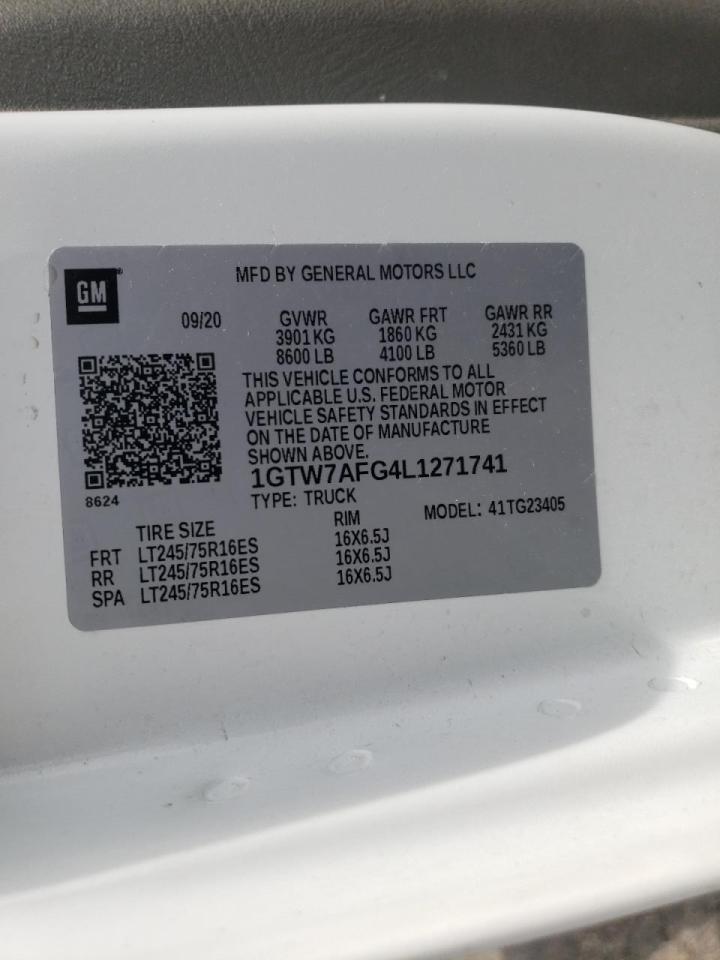 GM®
MFD BY GENERAL MOTORS LLC
09/20 GVWR GAWR FRT GAWR RR
3901 KG 1860 KG 2431 KG
8600 LB 4100 LB 5360 LB
THIS VEHICLE CONFORMS TO ALL
APPLICABLE U.S. FEDERAL MOTOR
VEHICLE SAFETY STANDARDS IN EFFECT
ON THE DATE OF MANUFACTURE
SHOWN ABOVE.
1GTW7AFG4L1271741
8624
TYPE: TRUCK MODEL: 41TG23405
TIRE SIZE RIM
FRT LT245/75R16ES 16X6.5J
RR LT245/75R16ES 16X6.5J
SPA LT245/75R16ES 16X6.5J